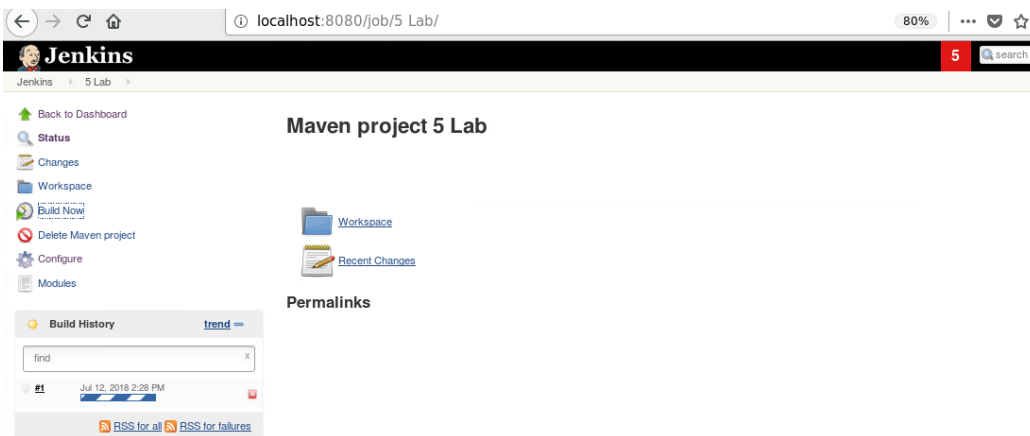 localhost:8080/job/5 Lab/
80%
Jenkins
5
search
Jenkins
5 Lab
Back to Dashboard
Status
Changes
Workspace
Build Now
Delete Maven project
Configure
Modules
Maven project 5 Lab
Workspace
Recent Changes
Permalinks
Build History
trend
find
x
#1
Jul 12, 2018 2:28 PM
RSS for all
RSS for failures